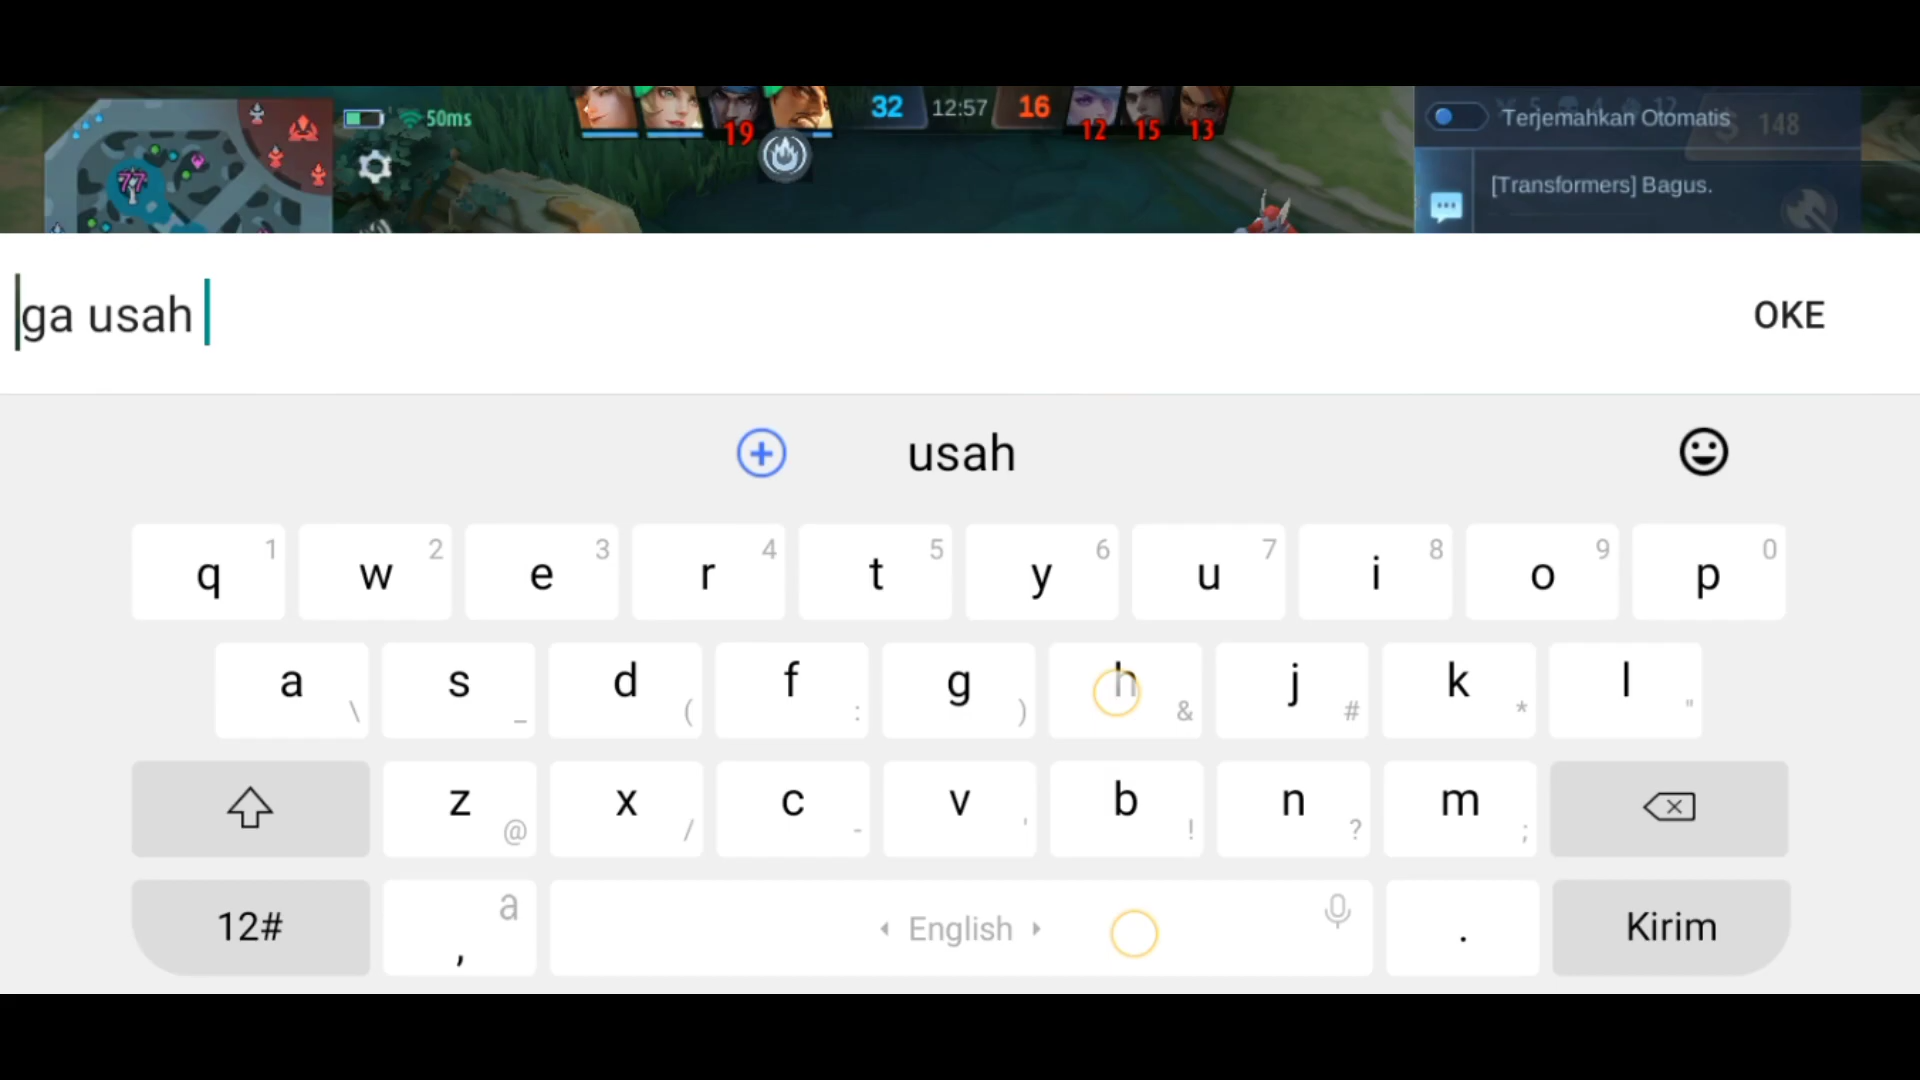 50ms
19
32 12:57 16
12 15 13
Terjemahkan Otomatis
148
[Transformers] Bagus.
77
ga usah
OKE
usah
q 1 w 2 e 3 r 4 t 5 y 6 u 7 i 8 o 9 p 0
a \ s _ d ( f : g ) h & j # k * l "
z @ x / c - v ' b ! n ? m ;
12# , a English . Kirim